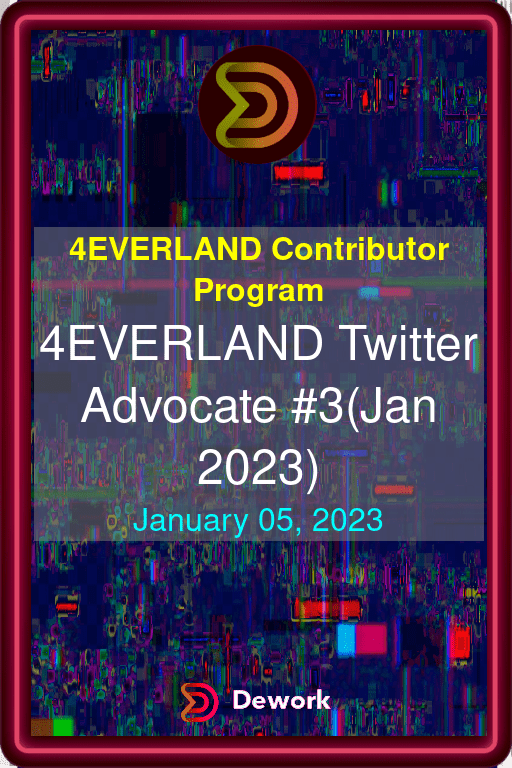 4EVERLAND Contributor
Program
4EVERLAND Twitter
Advocate #3(Jan
2023)
January 05, 2023
Dework